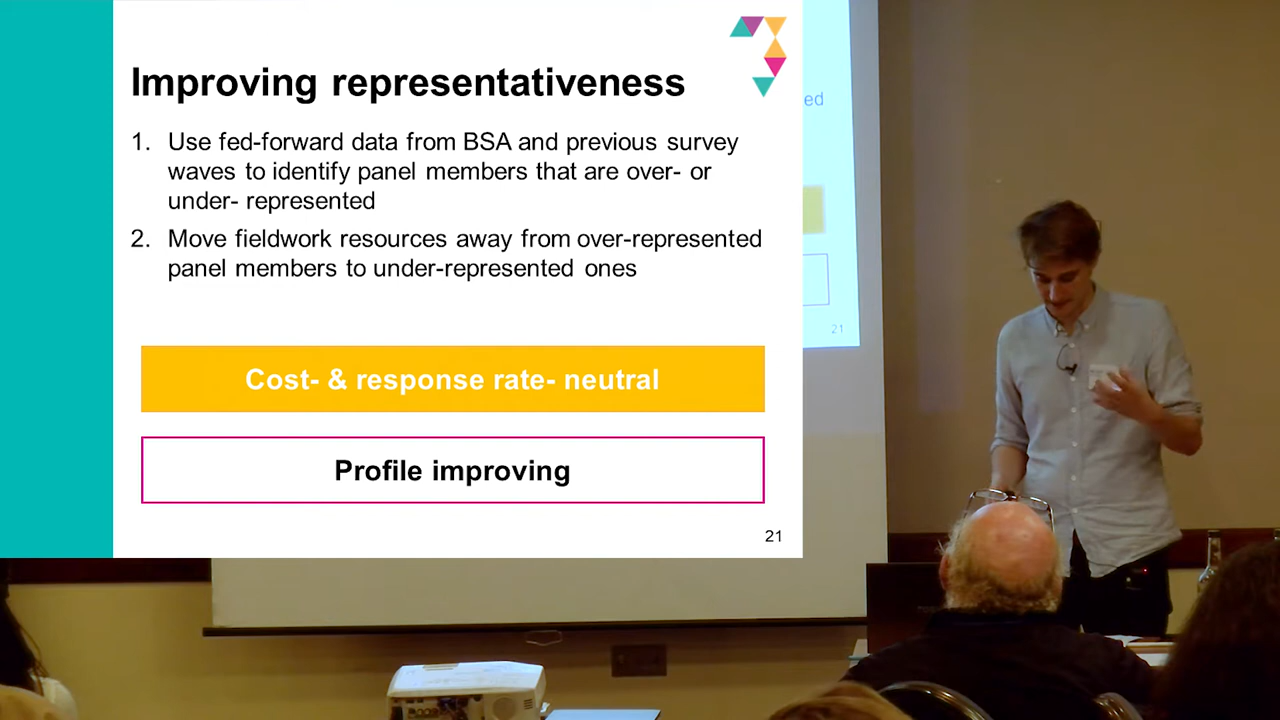 Improving representativeness
1. Use fed-forward data from BSA and previous survey
waves to identify panel members that are over- or
under- represented
2. Move fieldwork resources away from over-represented
panel members to under-represented ones
Cost- & response rate- neutral
Profile improving
21
ed
21